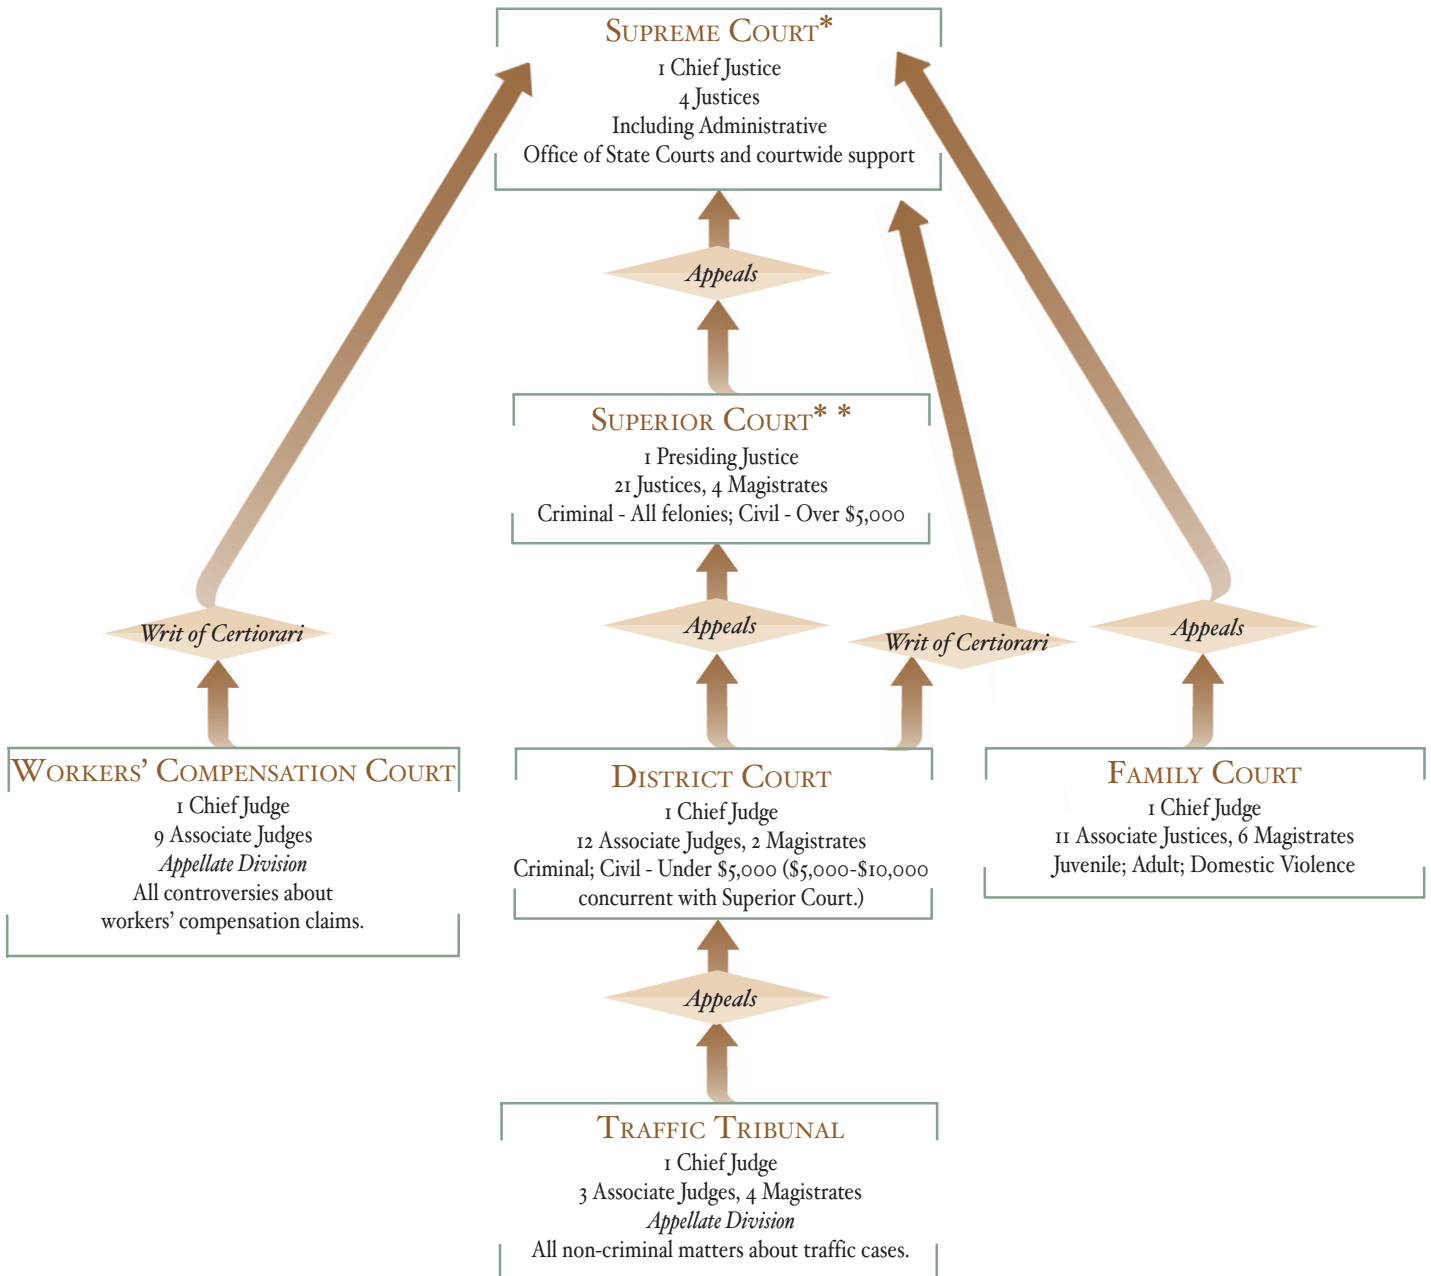 Supreme Court*
1 Chief Justice
4 Justices
Including Administrative
Office of State Courts and courtwide support
Appeals
Superior Court* *
1 Presiding Justice
21 Justices, 4 Magistrates
Criminal - All felonies; Civil - Over $5,000
Writ of Certiorari
Appeals
Writ of Certiorari
Appeals
Workers' Compensation Court
1 Chief Judge
9 Associate Judges
Appellate Division
All controversies about
workers' compensation claims.
District Court
1 Chief Judge
12 Associate Judges, 2 Magistrates
Criminal; Civil - Under $5,000 ($5,000-$10,000
concurrent with Superior Court.)
Family Court
1 Chief Judge
11 Associate Justices, 6 Magistrates
Juvenile; Adult; Domestic Violence
Appeals
Traffic Tribunal
1 Chief Judge
3 Associate Judges, 4 Magistrates
Appellate Division
All non-criminal matters about traffic cases.